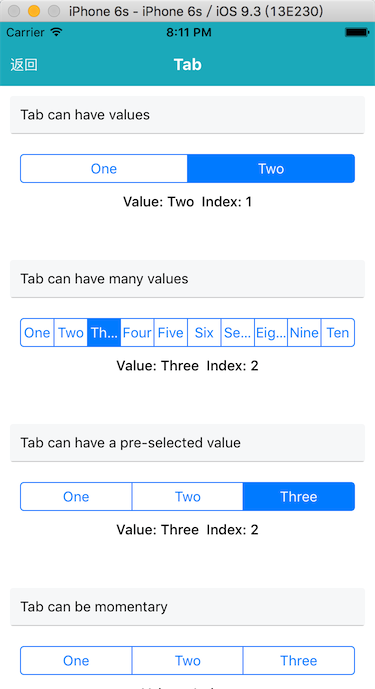 iPhone 6s - iPhone 6s / iOS 9.3 (13E230)
Carrier 8:11 PM
返回 Tab
Tab can have values
One Two
Value: Two Index: 1
Tab can have many values
One Two Th... Four Five Six Se... Eig... Nine Ten
Value: Three Index: 2
Tab can have a pre-selected value
One Two Three
Value: Three Index: 2
Tab can be momentary
One Two Three